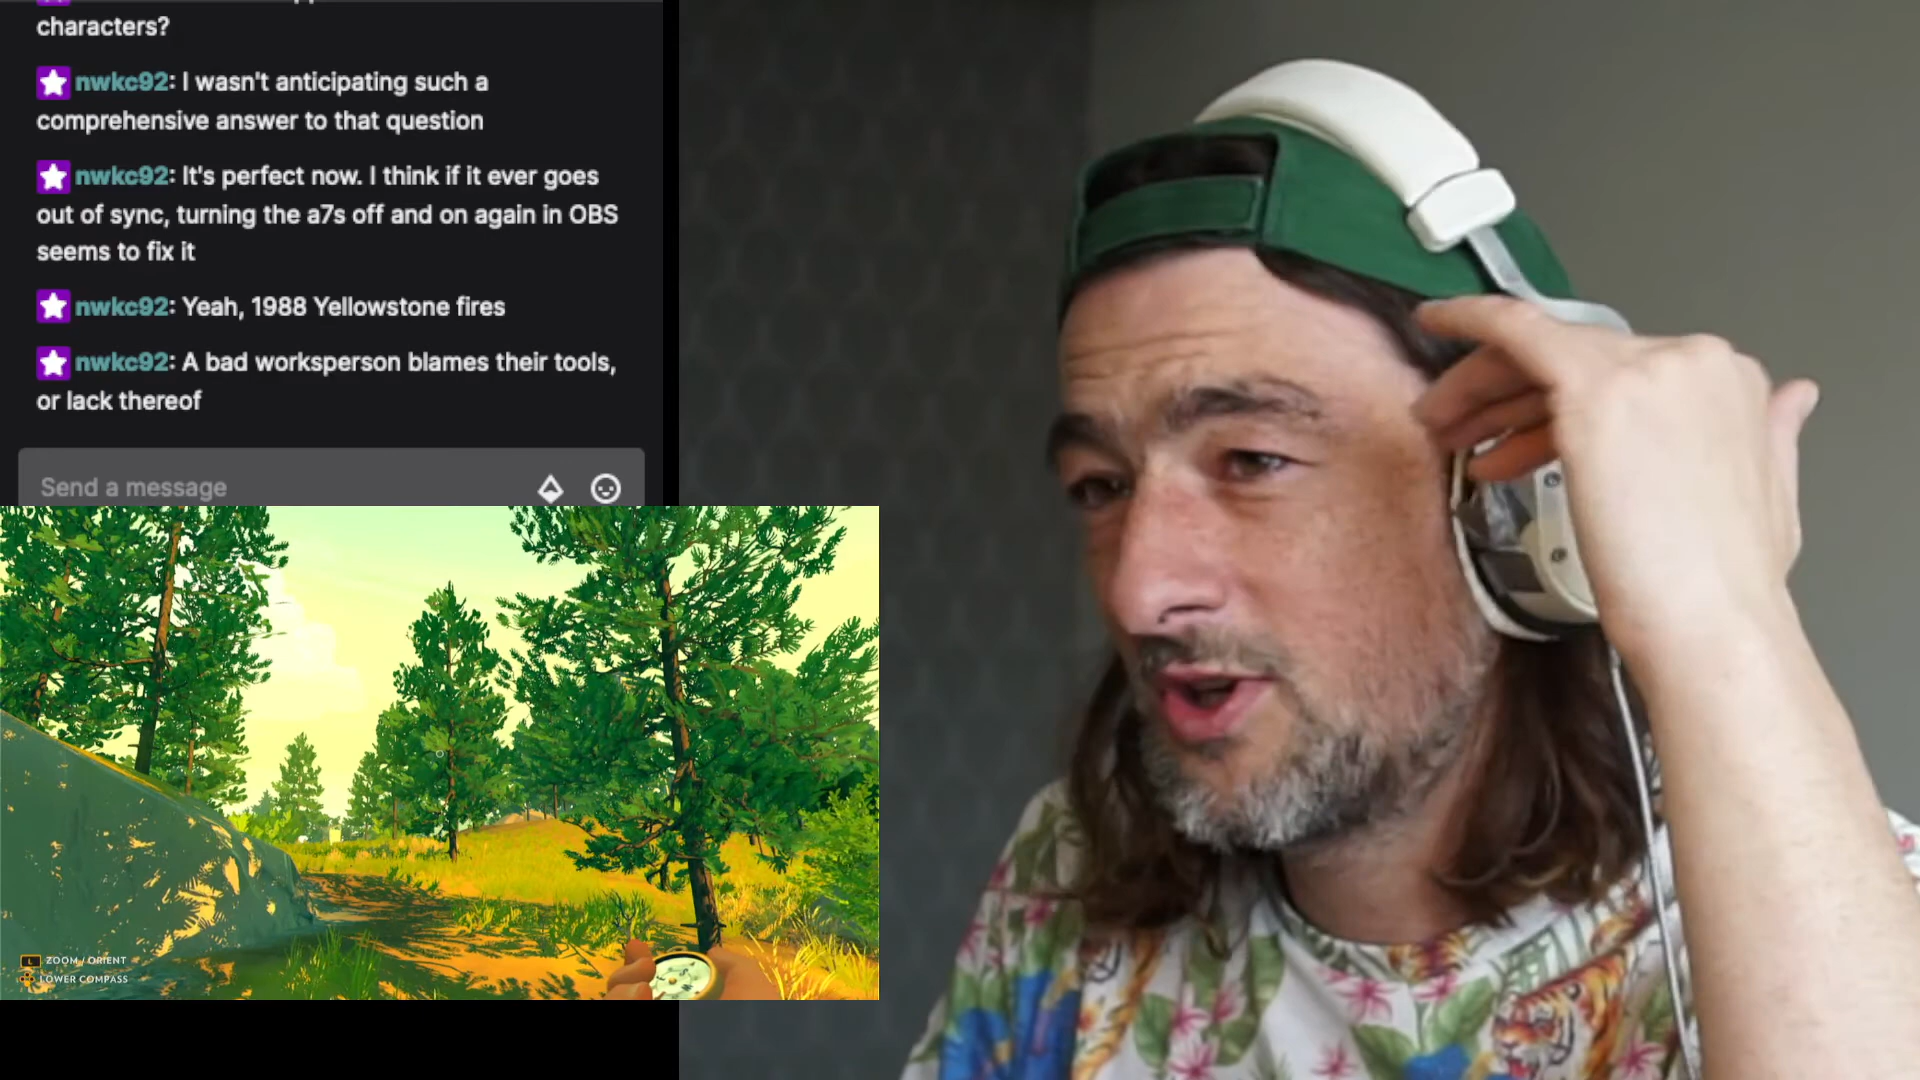 characters?
nwkc92: I wasn't anticipating such a
comprehensive answer to that question
nwkc92: It's perfect now. I think if it ever goes
out of sync, turning the a7s off and on again in OBS
seems to fix it
nwkc92: Yeah, 1988 Yellowstone fires
nwkc92: A bad worksperson blames their tools,
or lack thereof
Send a message
L ZOOM / ORIENT
LOWER COMPASS